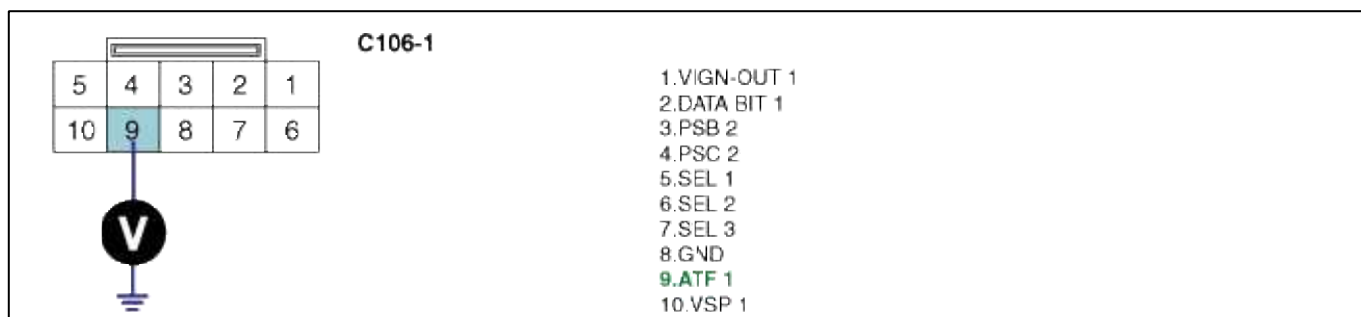 C106-1
5 4 3 2 1
10 9 8 7 6
V
1.VIGN-OUT 1
2.DATA BIT 1
3.PSB 2
4.PSC 2
5.SEL 1
6.SEL 2
7.SEL 3
8.GND
9.ATF 1
10.VSP 1